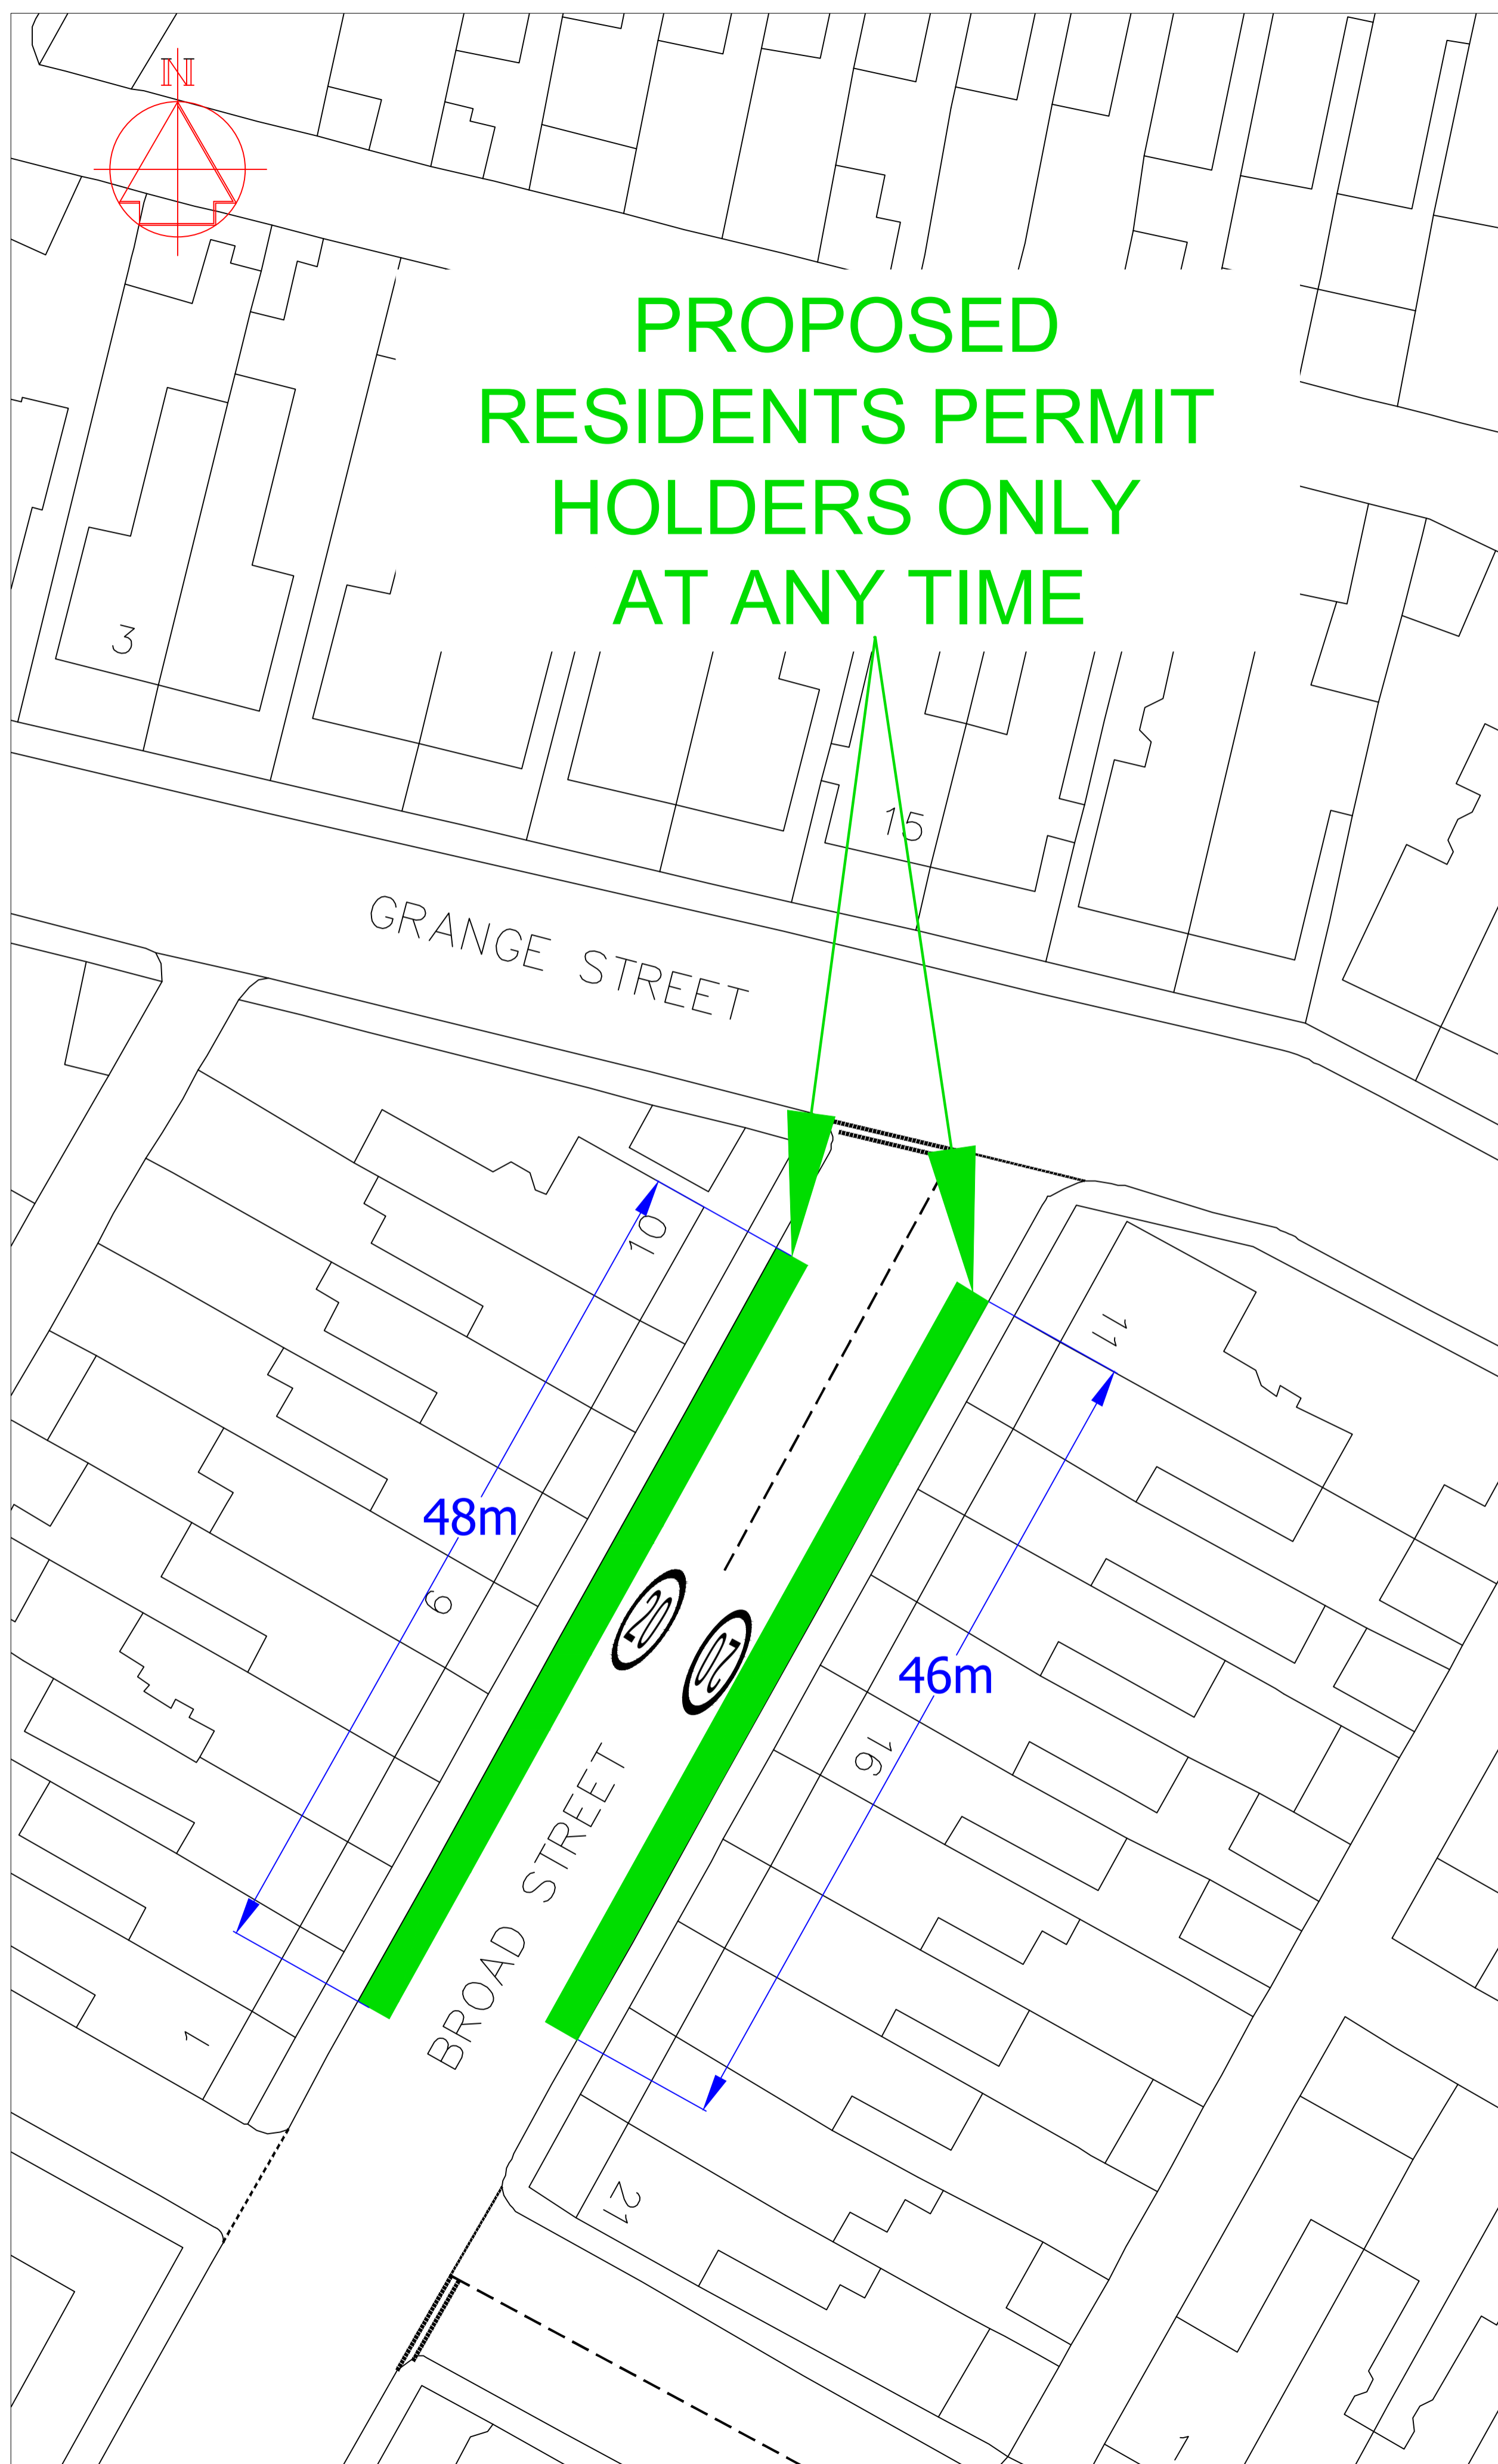 N
PROPOSED
RESIDENTS PERMIT
HOLDERS ONLY
AT ANY TIME
3
15
GRANGE STREET
10
11
48m
6
20
20
46m
16
BROAD STREET
1
21
1